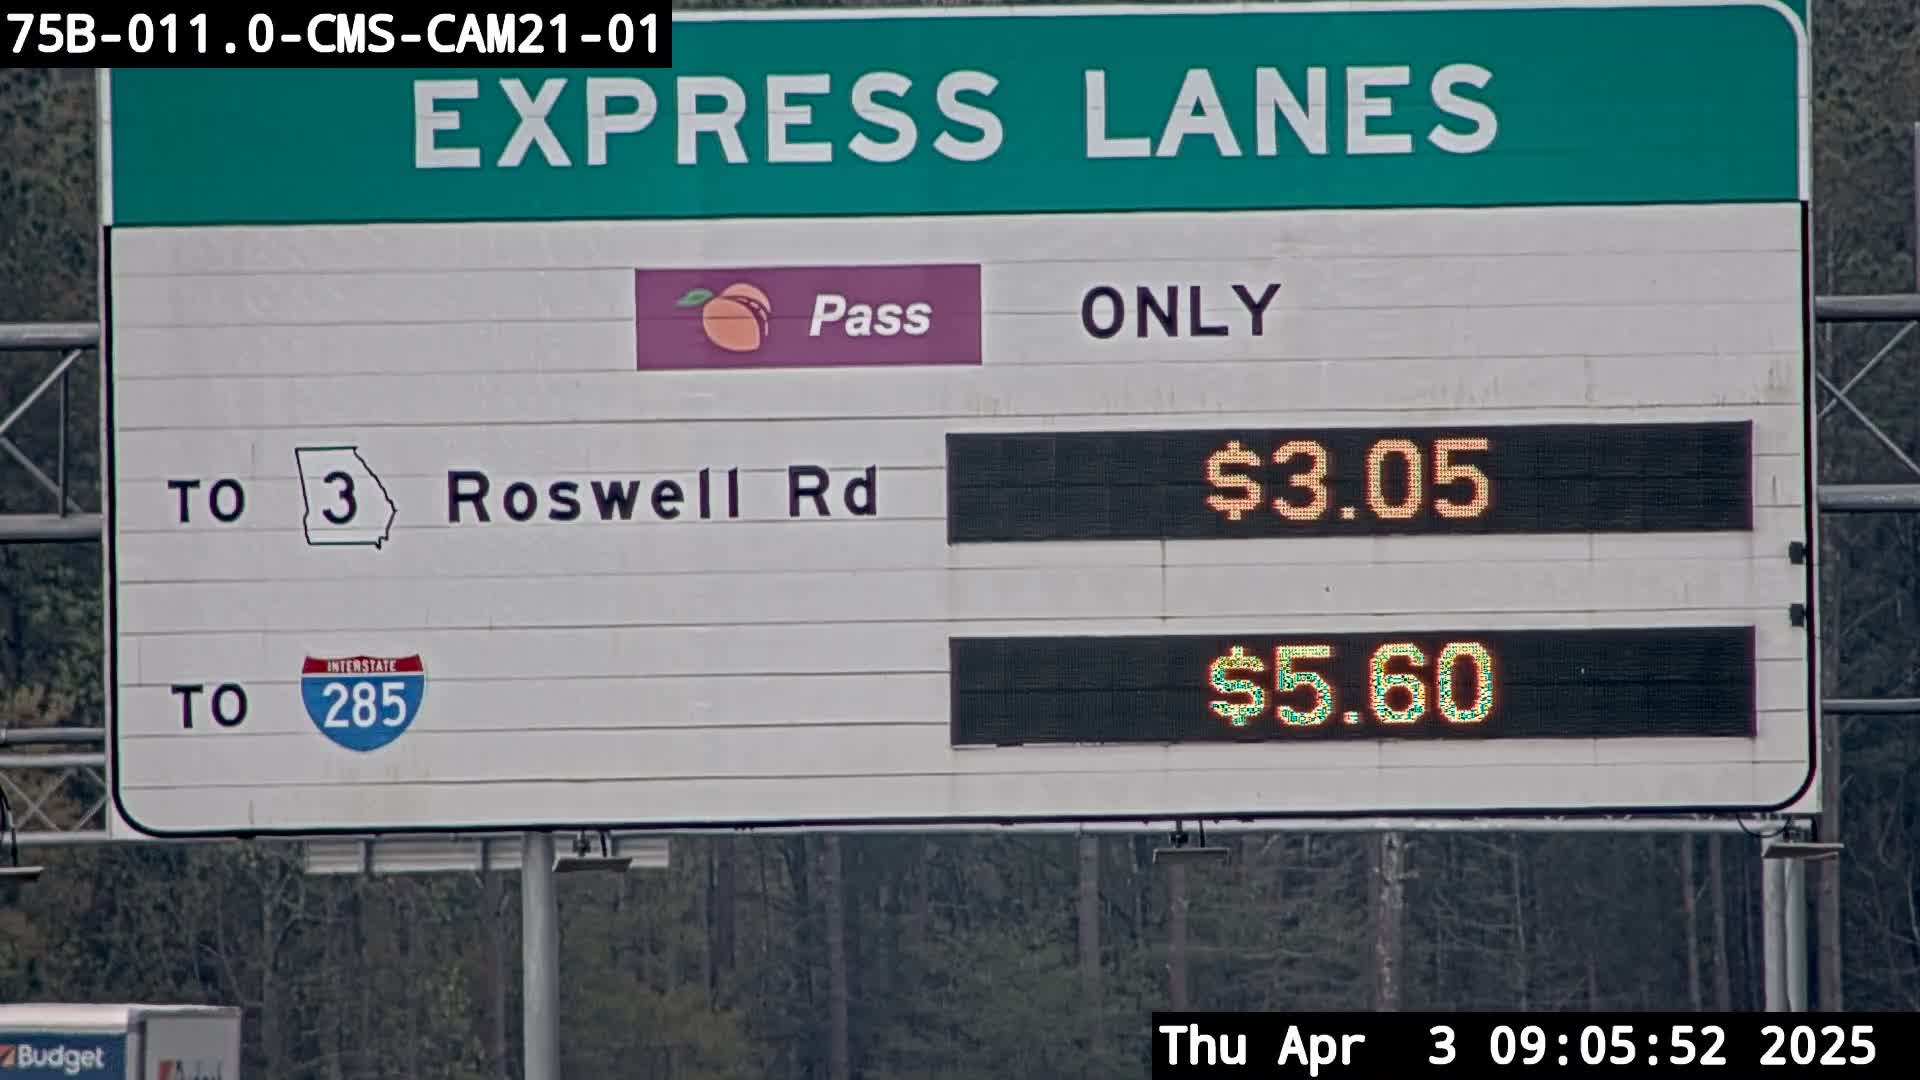 75B-011.0-CMS-CAM21-01
EXPRESS LANES
Pass ONLY
TO 3 Roswell Rd $3.05
TO INTERSTATE 285 $5.60
Budget
Thu Apr 3 09:05:52 2025